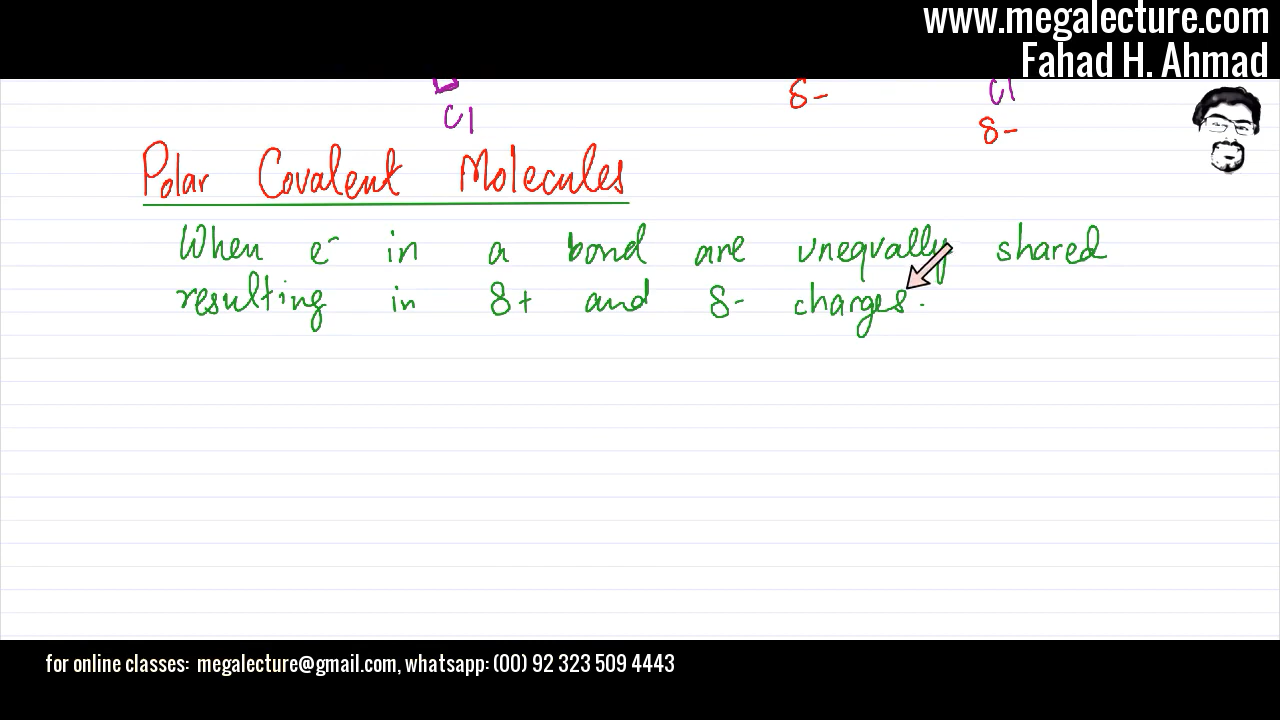 www.megalecture.com
Fahad H. Ahmad
δ- Cl
Cl δ-
Polar Covalent Molecules
When e⁻ in a bond are unequally shared
resulting in δ+ and δ- charges.
for online classes: megalecture@gmail.com, whatsapp: (00) 92 323 509 4443